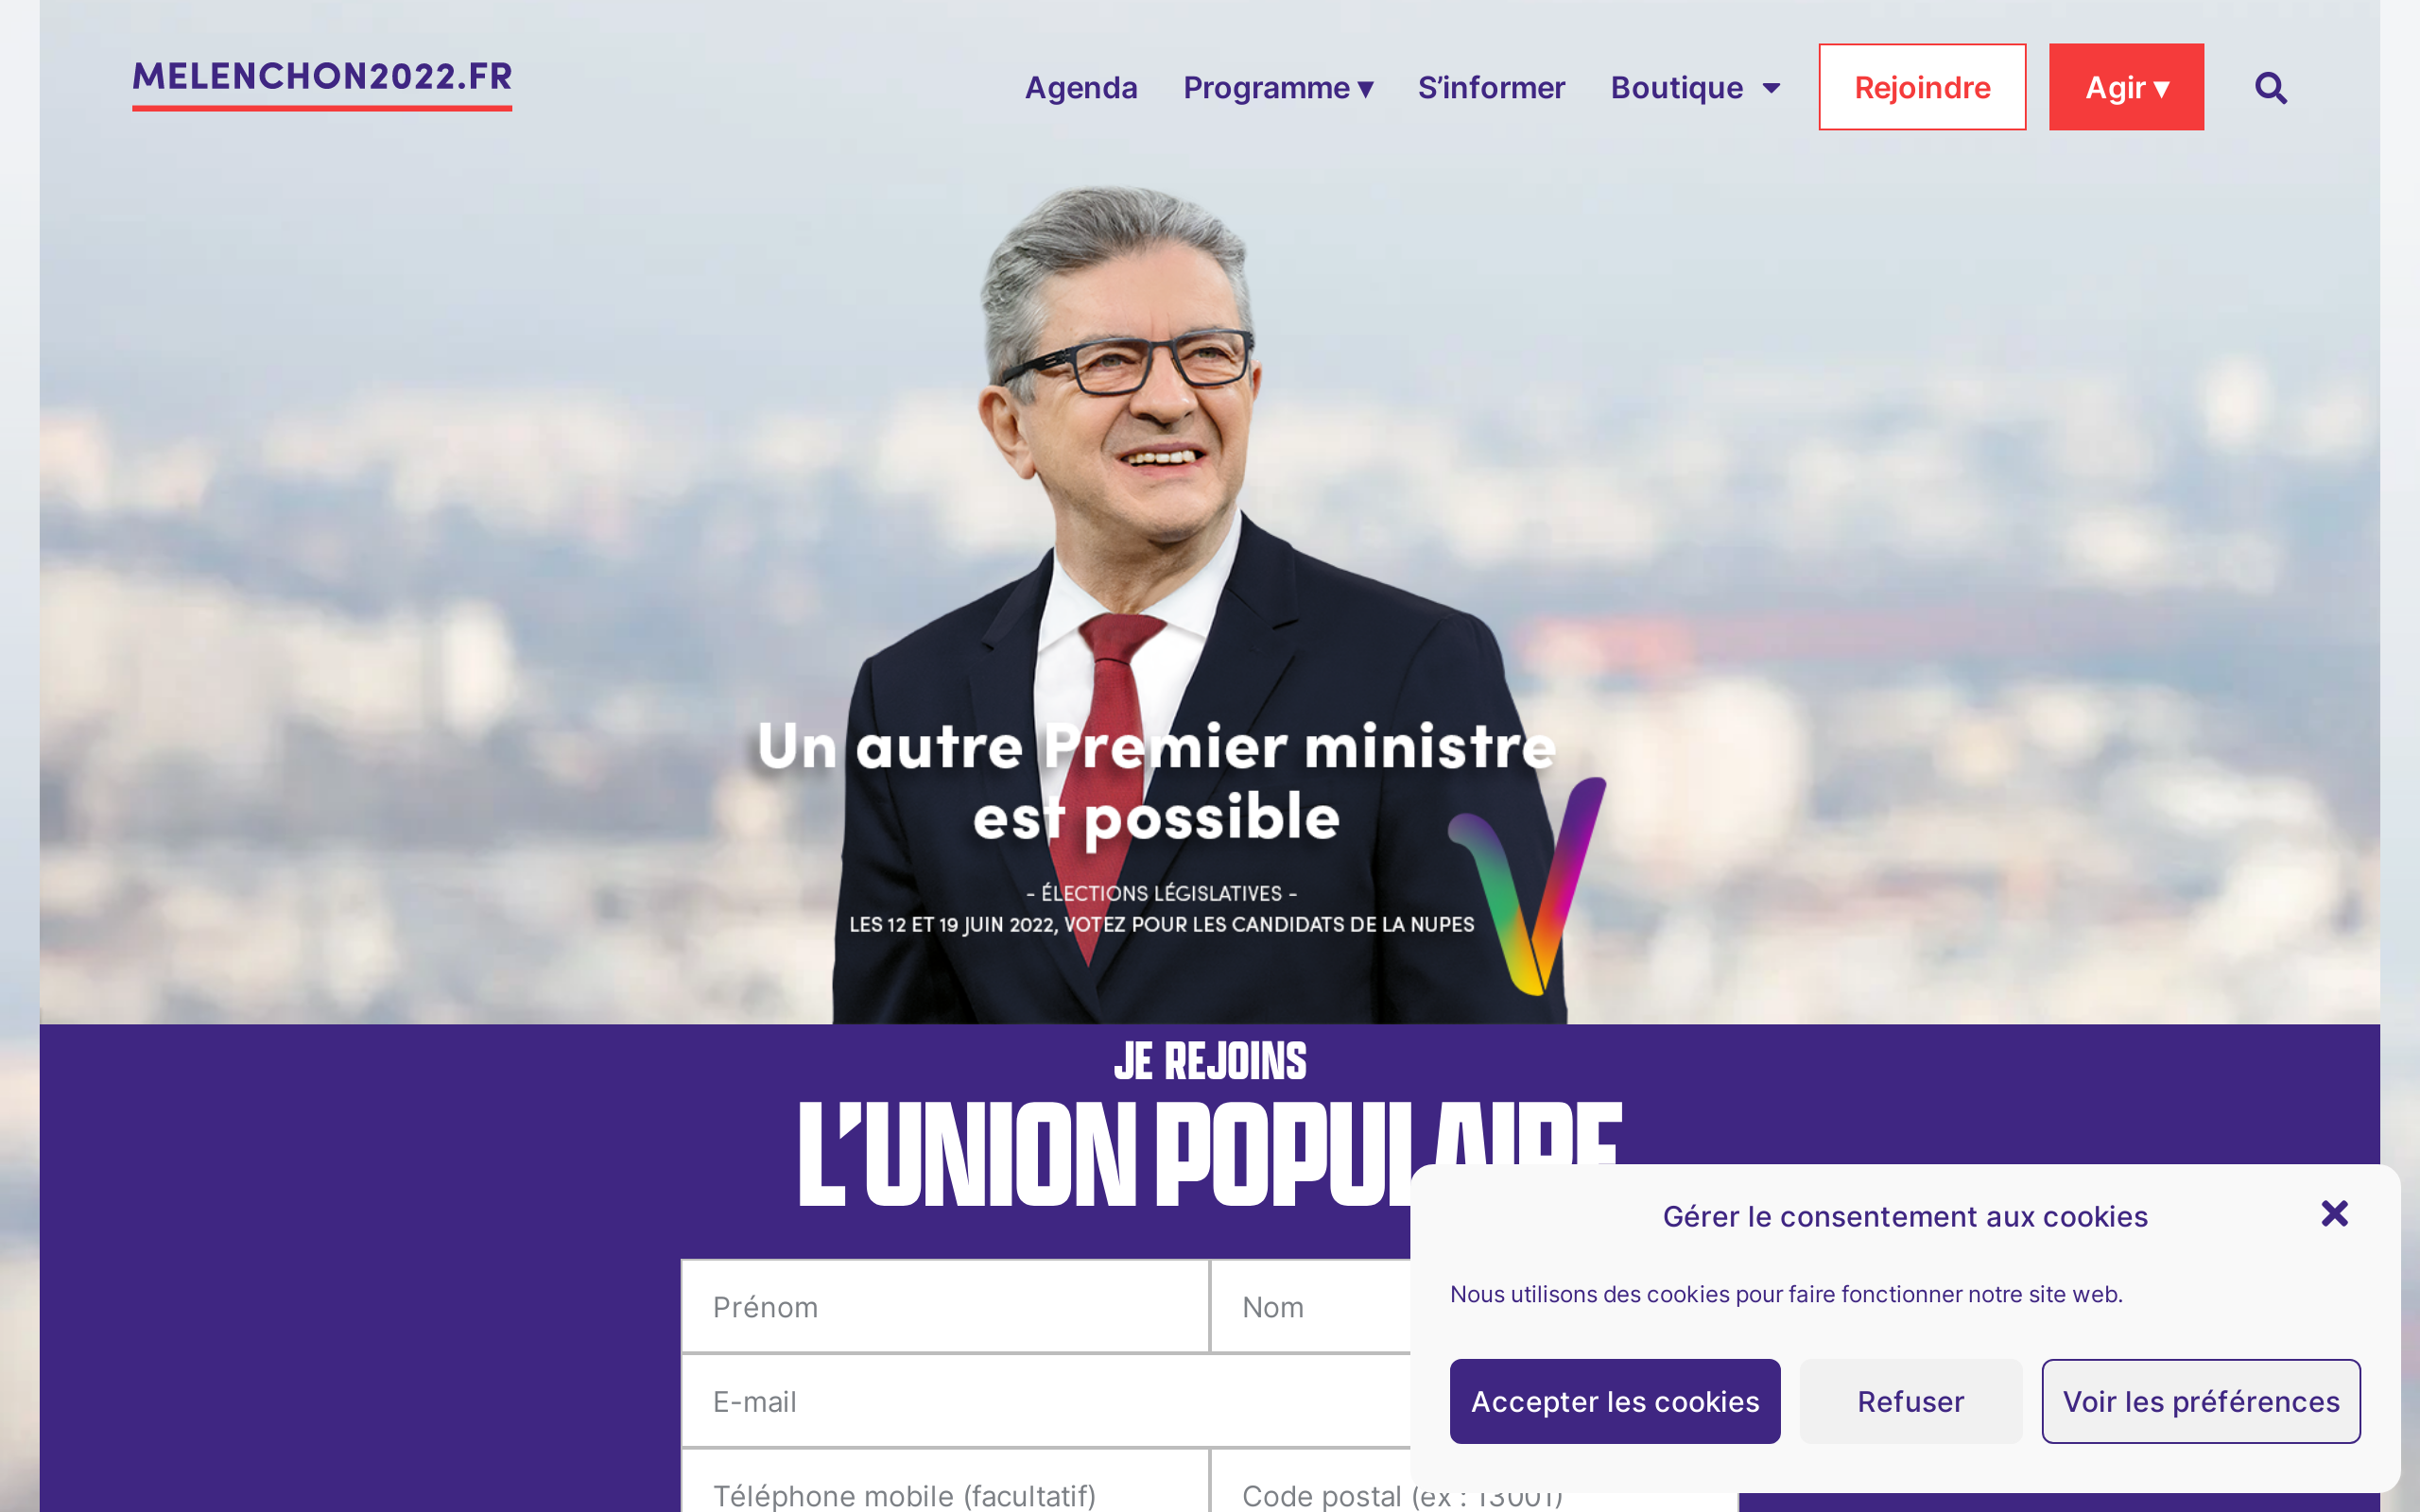 MELENCHON2022.FR
Agenda Programme ▾ S’informer Boutique Rejoindre Agir ▾
Un autre Premier ministre
est possible
- ÉLECTIONS LÉGISLATIVES -
LES 12 ET 19 JUIN 2022, VOTEZ POUR LES CANDIDATS DE LA NUPES
JE REJOINS
L’UNION POPULAIRE
Prénom
Nom
E-mail
Téléphone mobile (facultatif)
Code postal (ex : 13001)
Gérer le consentement aux cookies
Nous utilisons des cookies pour faire fonctionner notre site web.
Accepter les cookies
Refuser
Voir les préférences